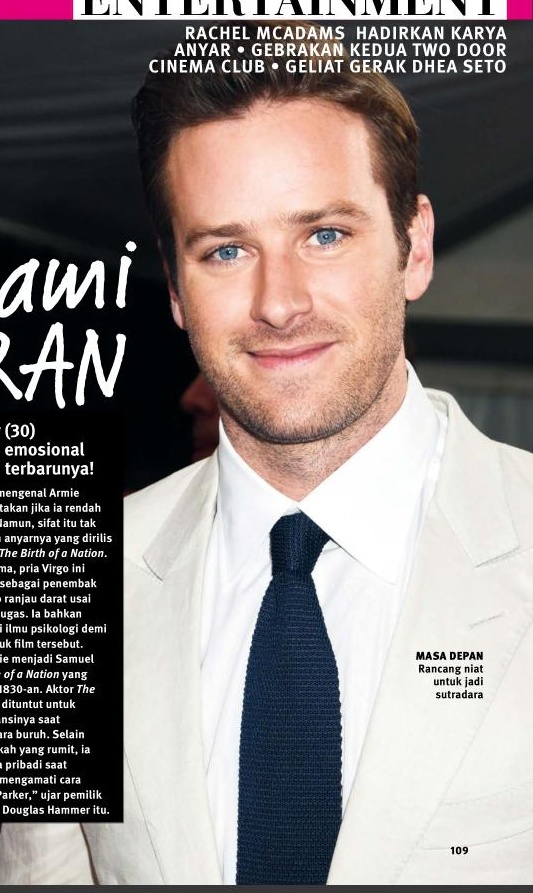 ENTERTAINMENT
RACHEL MCADAMS HADIRKAN KARYA
ANYAR • GEBRAKAN KEDUA TWO DOOR
CINEMA CLUB • GELIAT GERAK DHEA SETO
ami
RAN
(30)
emosional
terbarunya!
mengenal Armie
takan jika ia rendah
Namun, sifat itu tak
anyarnya yang dirilis
The Birth of a Nation.
ma, pria Virgo ini
sebagai penembak
ranjau darat usai
ugas. Ia bahkan
i ilmu psikologi demi
uk film tersebut.
ie menjadi Samuel
of a Nation yang
1830-an. Aktor The
dituntut untuk
ansinya saat
ara buruh. Selain
kah yang rumit, ia
a pribadi saat
mengamati cara
Parker,” ujar pemilik
Douglas Hammer itu.
MASA DEPAN
Rancang niat
untuk jadi
sutradara
109